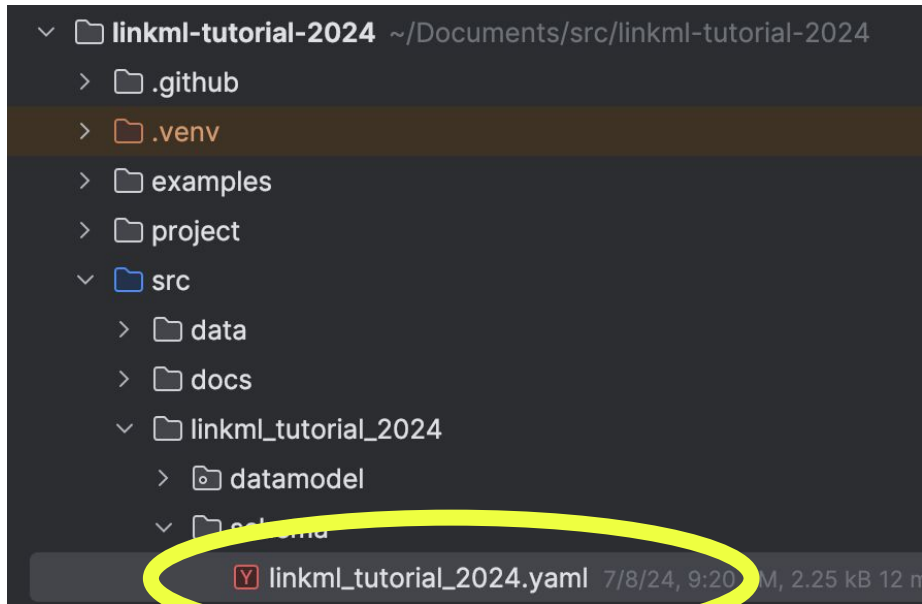 linkml-tutorial-2024 ~/Documents/src/linkml-tutorial-2024
.github
.venv
examples
project
src
data
docs
linkml_tutorial_2024
datamodel
schema
Y linkml_tutorial_2024.yaml 7/8/24, 9:20 2.25 kB 12